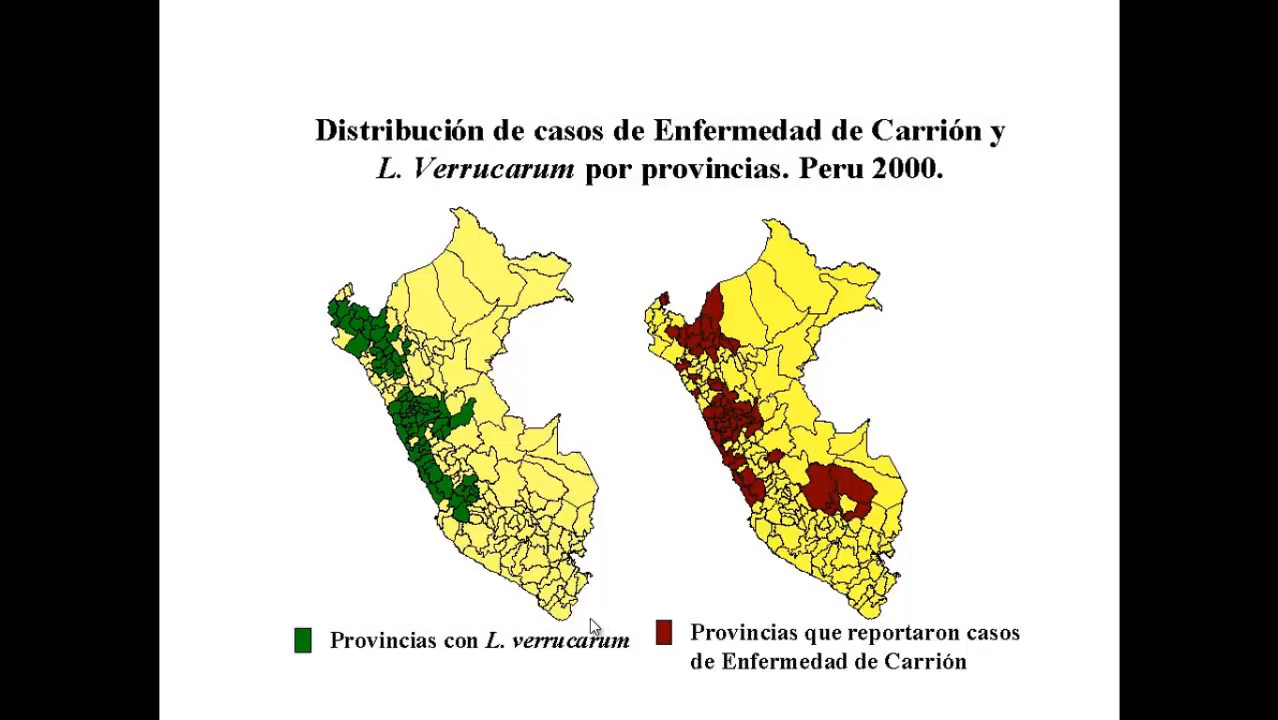 Distribución de casos de Enfermedad de Carrión y
L. Verrucarum por provincias. Peru 2000.
Provincias con L. verrucarum
Provincias que reportaron casos
de Enfermedad de Carrión